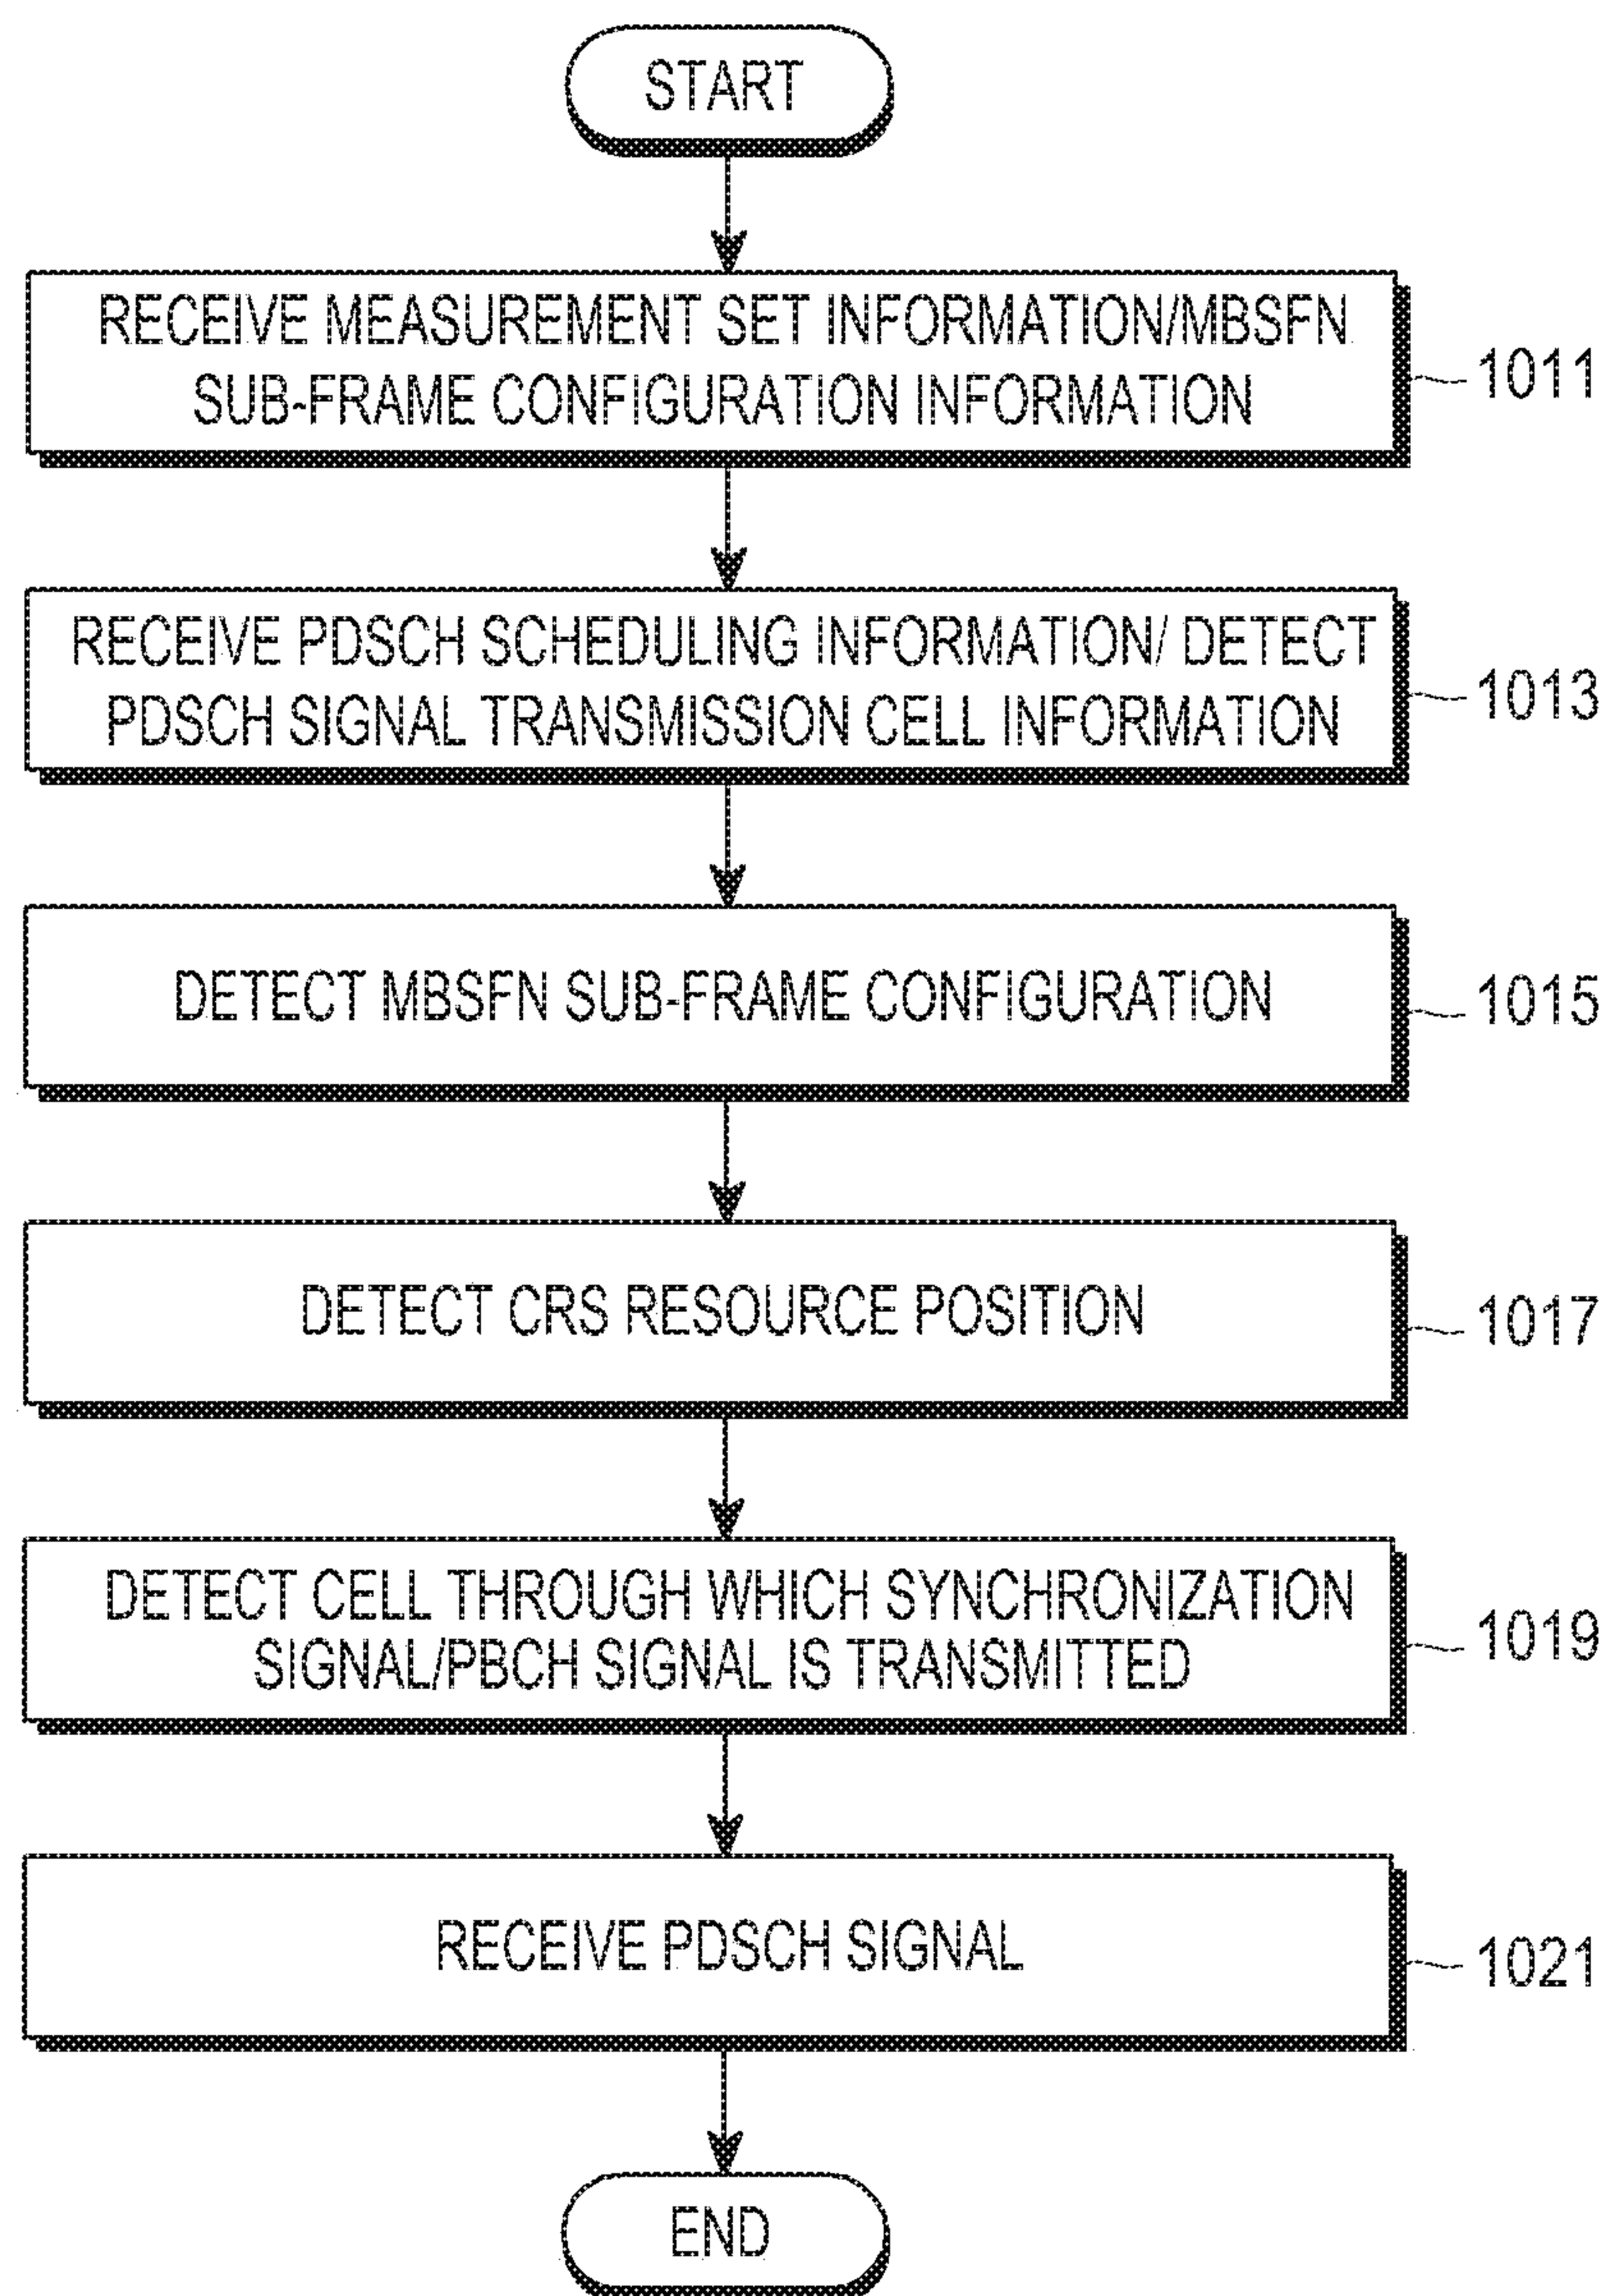 START
RECEIVE MEASUREMENT SET INFORMATION/MBSFN
SUB-FRAME CONFIGURATION INFORMATION
1011
RECEIVE PDSCH SCHEDULING INFORMATION/ DETECT
PDSCH SIGNAL TRANSMISSION CELL INFORMATION
1013
DETECT MBSFN SUB-FRAME CONFIGURATION
1015
DETECT CRS RESOURCE POSITION
1017
DETECT CELL THROUGH WHICH SYNCHRONIZATION
SIGNAL/PBCH SIGNAL IS TRANSMITTED
1019
RECEIVE PDSCH SIGNAL
1021
END